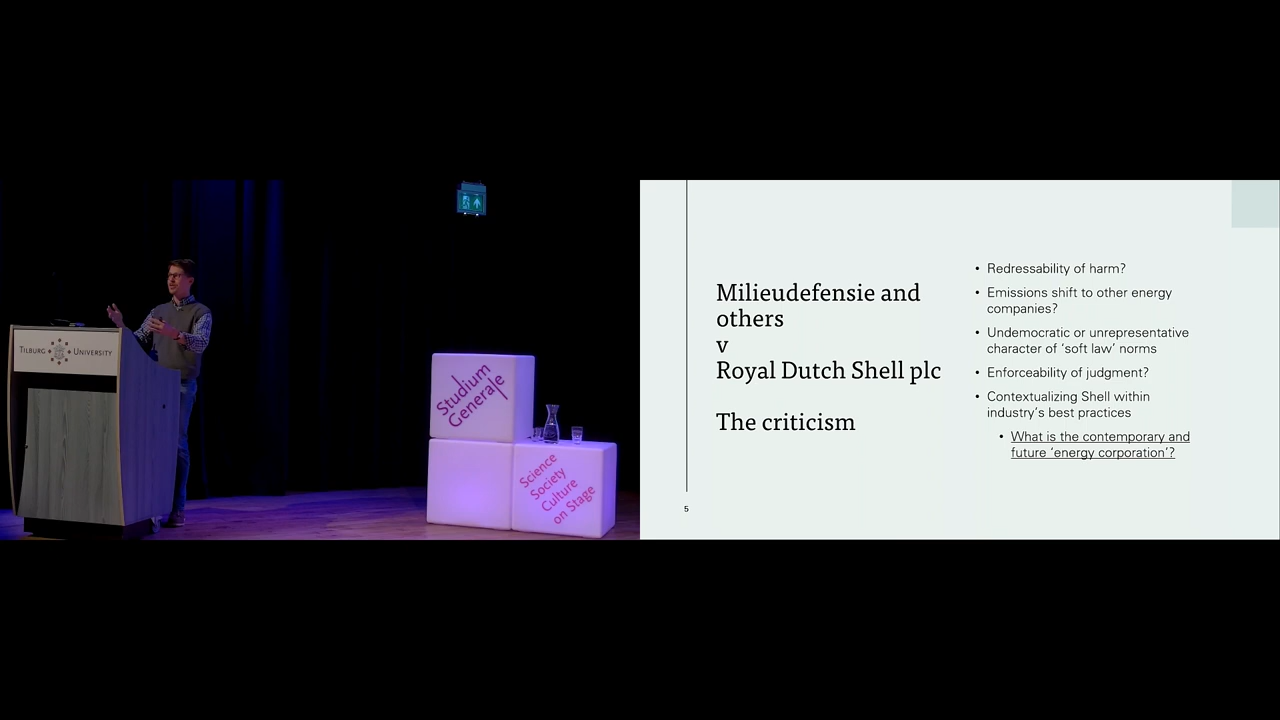 TILBURG UNIVERSITY
Studium
Generale
Science
Society
Culture
on Stage
Milieudefensie and
others
v
Royal Dutch Shell plc
The criticism
• Redressability of harm?
• Emissions shift to other energy
companies?
• Undemocratic or unrepresentative
character of ‘soft law’ norms
• Enforceability of judgment?
• Contextualizing Shell within
industry’s best practices
• What is the contemporary and
future ‘energy corporation’?
5